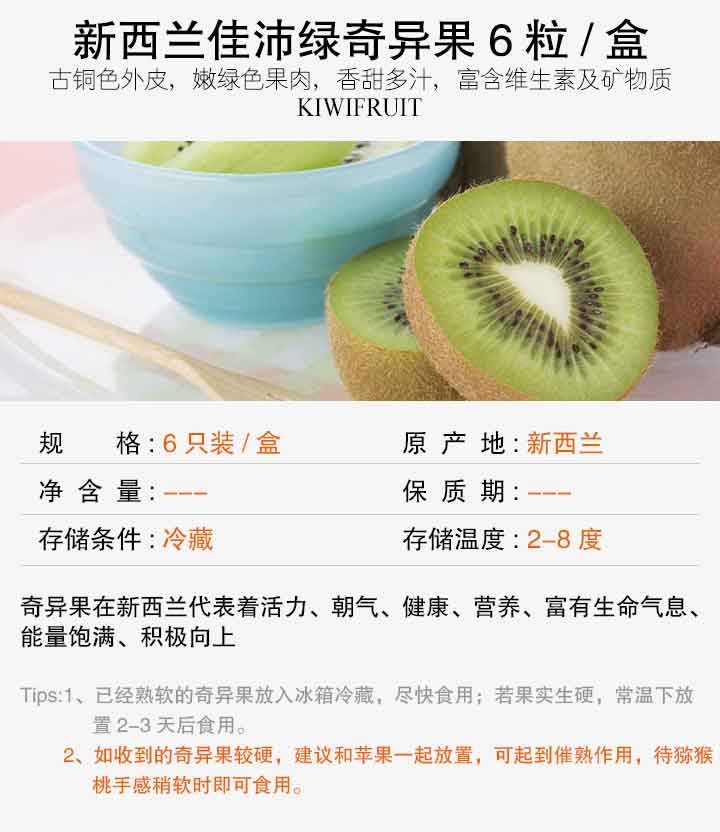 新西兰佳沛绿奇异果 6 粒 / 盒
古铜色外皮，嫩绿色果肉，香甜多汁，富含维生素及矿物质
KIWIFRUIT
规 格 : 6 只装 / 盒 原 产 地 : 新西兰
净 含 量 : --- 保 质 期 : ---
存储条件 : 冷藏 存储温度 : 2-8 度
奇异果在新西兰代表着活力、朝气、健康、营养、富有生命气息、
能量饱满、积极向上
Tips:1、已经熟软的奇异果放入冰箱冷藏，尽快食用；若果实生硬，常温下放
置 2-3 天后食用。
2、如收到的奇异果较硬，建议和苹果一起放置，可起到催熟作用，待猕猴
桃手感稍软时即可食用。